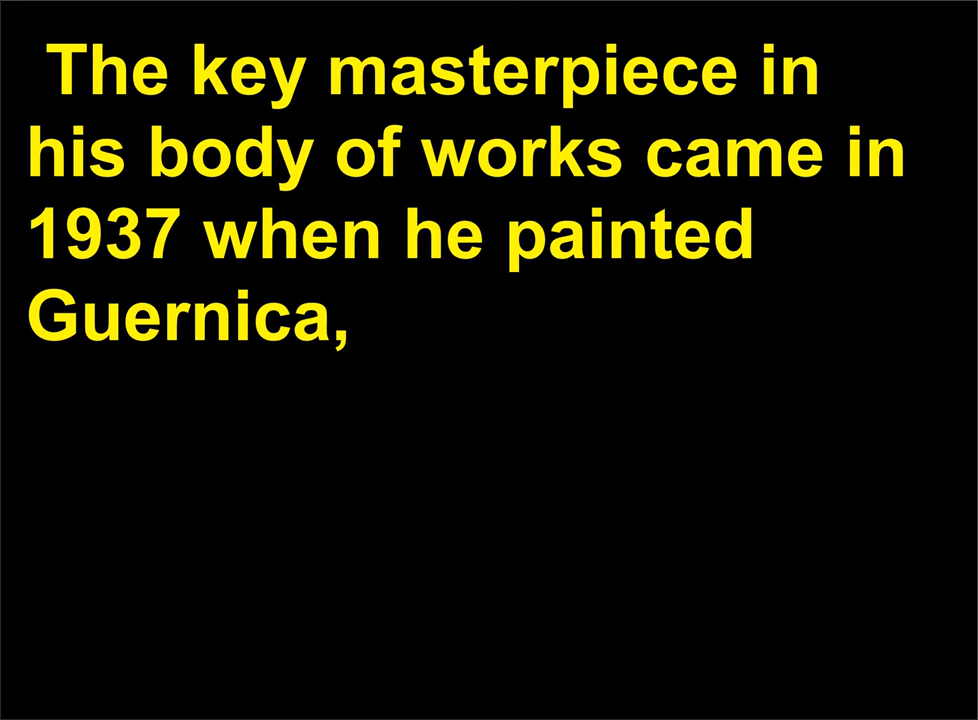 The key masterpiece in
his body of works came in
1937 when he painted
Guernica,